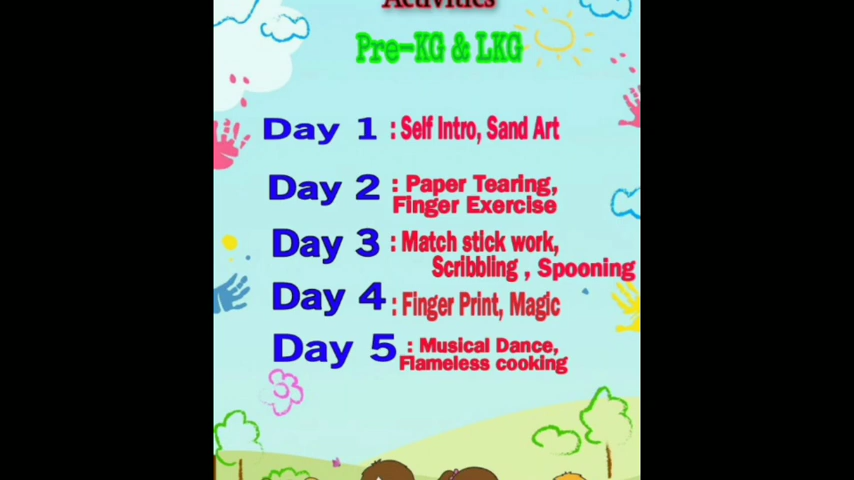 Activities
Pre-KG & LKG
Day 1 : Self Intro, Sand Art
Day 2 : Paper Tearing,
Finger Exercise
Day 3 : Match stick work,
Scribbling , Spooning
Day 4 : Finger Print, Magic
Day 5 : Musical Dance,
Flameless cooking